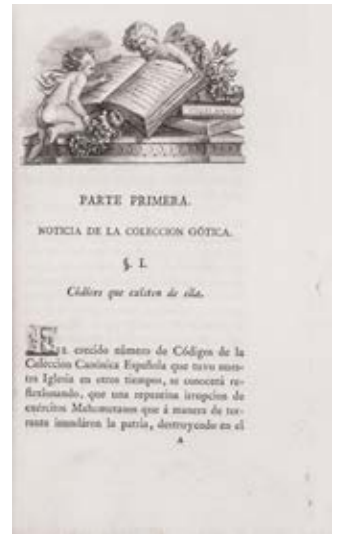 PARTE PRIMERA.
NOTICIA DE LA COLECCION GÓTICA.
§. I.
Códices que existen de ella.
EL crecido número de Códigos de la
Coleccion Canónica Española que tuvo nues-
tra Iglesia en otros tiempos, se conocerá re-
flexionando, que una repentina irrupcion de
exércitos Mahometanos que á manera de tor-
rente inundáron la patria, destruyendo en el
A